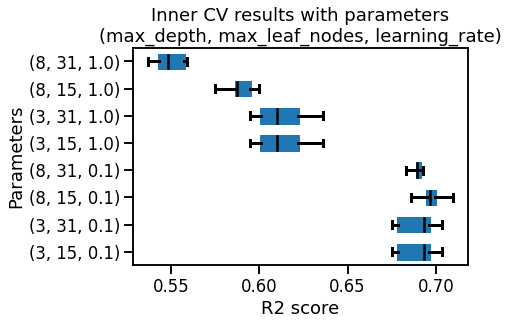 Inner CV results with parameters
(max_depth, max_leaf_nodes, learning_rate)
Parameters
(8, 31, 1.0)
(8, 15, 1.0)
(3, 31, 1.0)
(3, 15, 1.0)
(8, 31, 0.1)
(8, 15, 0.1)
(3, 31, 0.1)
(3, 15, 0.1)
0.55 0.60 0.65 0.70
R2 score